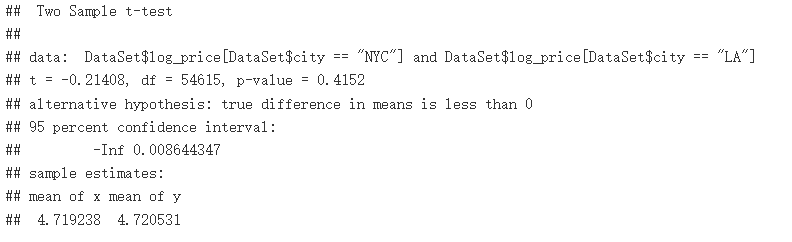 ##  Two Sample t-test
##
## data:  DataSet$log_price[DataSet$city == "NYC"] and DataSet$log_price[DataSet$city == "LA"]
## t = -0.21408, df = 54615, p-value = 0.4152
## alternative hypothesis: true difference in means is less than 0
## 95 percent confidence interval:
##         -Inf 0.008644347
## sample estimates:
## mean of x mean of y
##  4.719238  4.720531